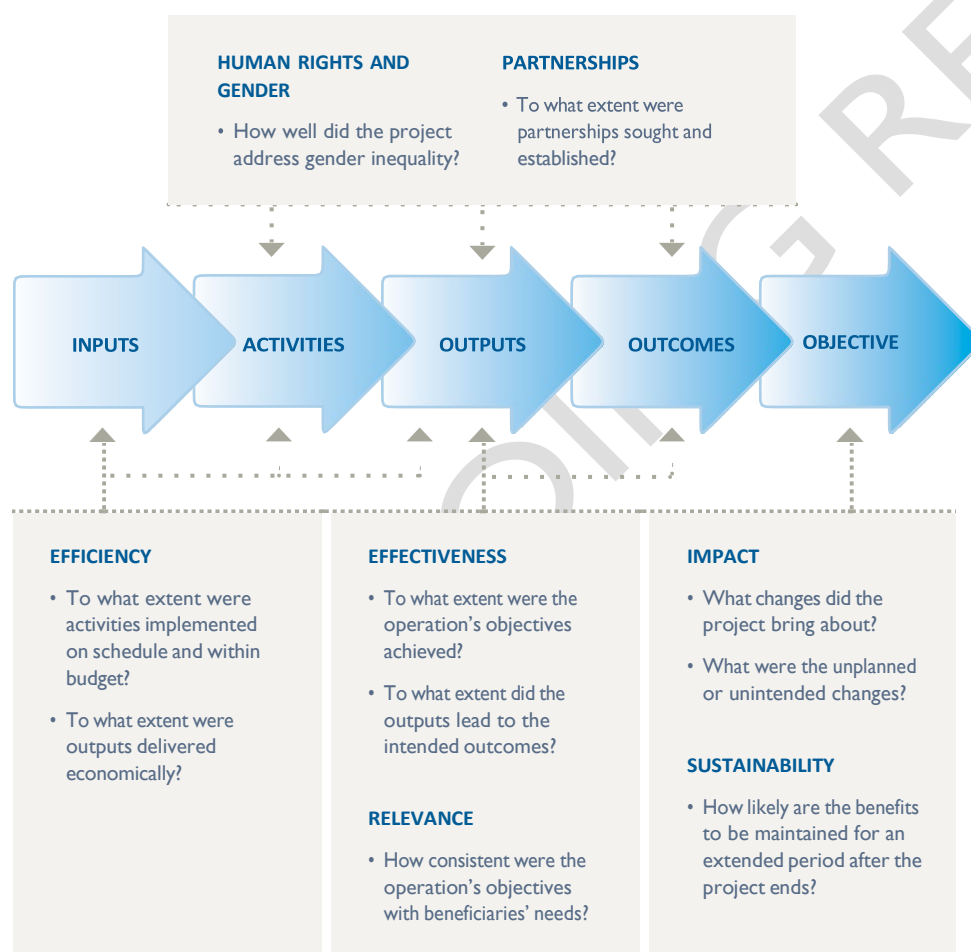 HUMAN RIGHTS AND
GENDER
• How well did the project
address gender inequality?
PARTNERSHIPS
• To what extent were
partnerships sought and
established?
INPUTS
ACTIVITIES
OUTPUTS
OUTCOMES
OBJECTIVE
EFFICIENCY
• To what extent were
activities implemented
on schedule and within
budget?
• To what extent were
outputs delivered
economically?
EFFECTIVENESS
• To what extent were the
operation’s objectives
achieved?
• To what extent did the
outputs lead to the
intended outcomes?
RELEVANCE
• How consistent were the
operation’s objectives
with beneficiaries’ needs?
IMPACT
• What changes did the
project bring about?
• What were the unplanned
or unintended changes?
SUSTAINABILITY
• How likely are the benefits
to be maintained for an
extended period after the
project ends?